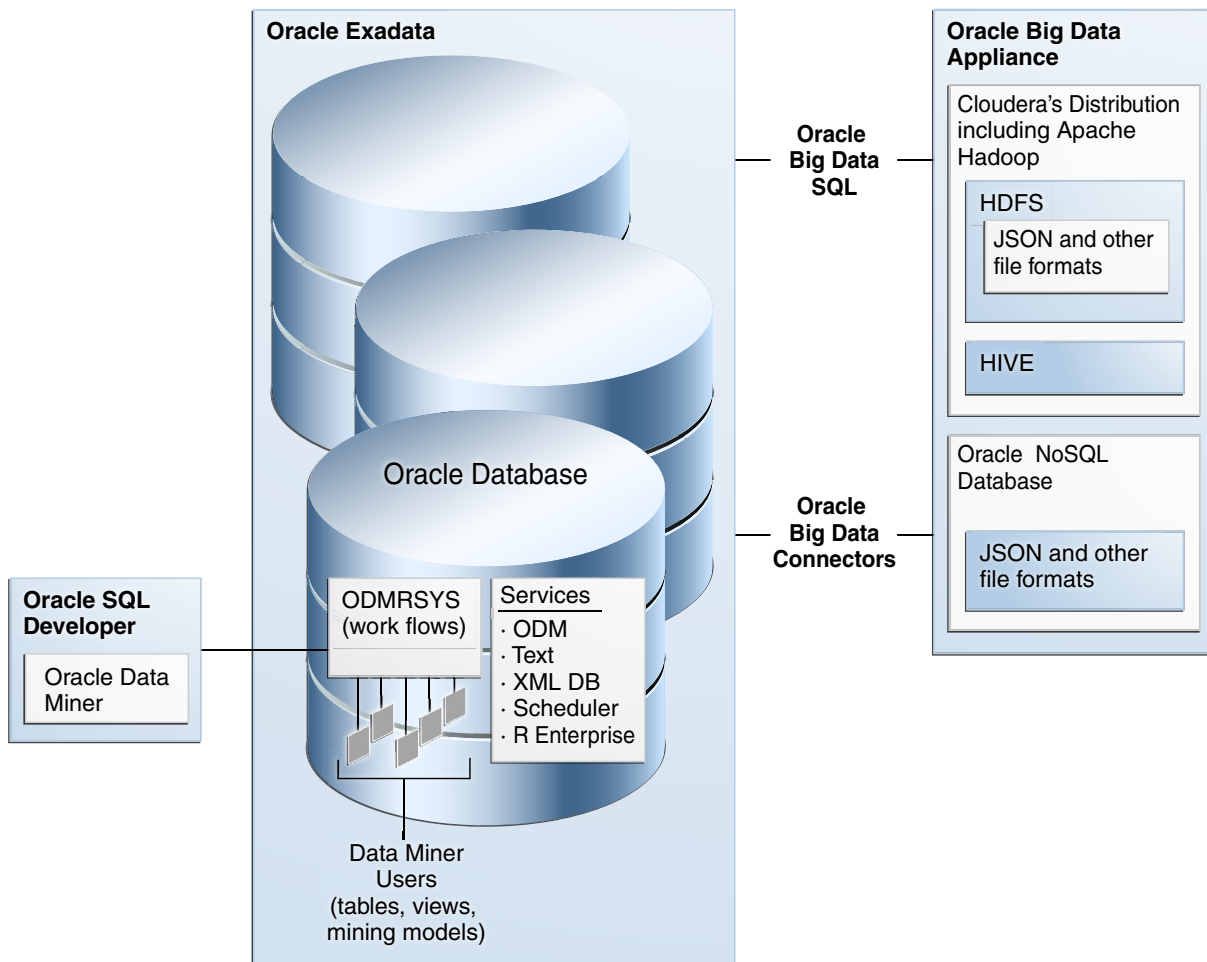 Oracle Exadata
Oracle Database
ODMRSYS
(work flows)
Services
· ODM
· Text
· XML DB
· Scheduler
· R Enterprise
Data Miner
Users
(tables, views,
mining models)
Oracle SQL
Developer
Oracle Data
Miner
Oracle
Big Data
SQL
Oracle
Big Data
Connectors
Oracle Big Data
Appliance
Cloudera's Distribution
including Apache
Hadoop
HDFS
JSON and other
file formats
HIVE
Oracle NoSQL
Database
JSON and other
file formats